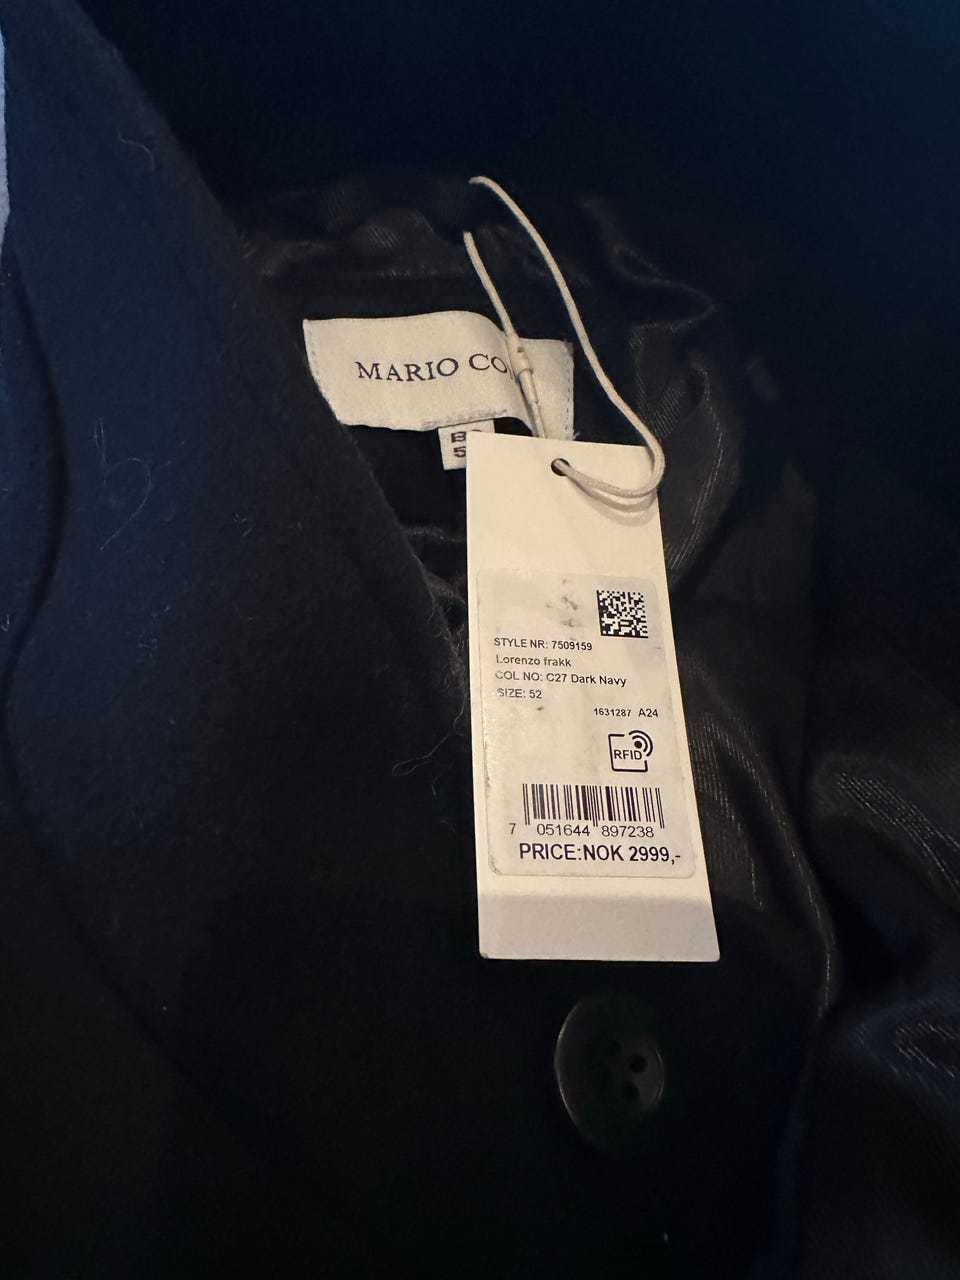 MARIO CO
STYLE NR: 7509159
Lorenzo frakk
COL NO: C27 Dark Navy
SIZE: 52
1631287 A24
RFID
7 051644 897238
PRICE:NOK 2999,-